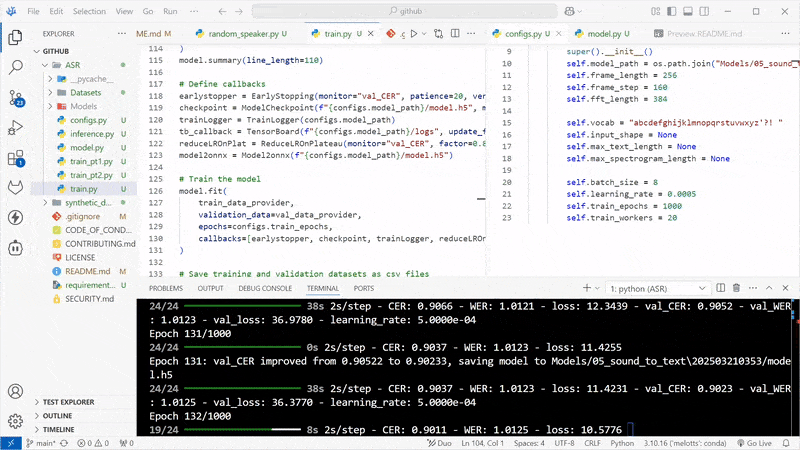 File Edit Selection View Go Run
github
EXPLORER
GITHUB
ASR
__pycache__
Datasets
Models
configs.py U
inference.py U
model.py U
train_pt1.py U
train_pt2.py U
train.py U
synthetic_d...
.gitignore U
CODE_OF_COND...
CONTRIBUTING.md
LICENSE
README.md U
requirement... U
SECURITY.md
TEST EXPLORER
OUTLINE
TIMELINE
ME.md M
random_speaker.py U
train.py U
114 )
115 model.summary(line_length=110)
116
117 # Define callbacks
118 earlystopper = EarlyStopping(monitor="val_CER", patience=20, ver
119 checkpoint = ModelCheckpoint(f"{configs.model_path}/model.h5", m
120 trainLogger = TrainLogger(configs.model_path)
121 tb_callback = TensorBoard(f"{configs.model_path}/logs", update_f
122 reduceLROnPlat = ReduceLROnPlateau(monitor="val_CER", factor=0.8
123 model2onnx = Model2onnx(f"{configs.model_path}/model.h5")
124
125 # Train the model
126 model.fit(
127 train_data_provider,
128 validation_data=val_data_provider,
129 epochs=configs.train_epochs,
130 callbacks=[earlystopper, checkpoint, trainLogger, reduceLROn
131 )
132
133 # Save training and validation datasets as csv files
configs.py U
model.py U
Preview README.md
9 super().__init__()
10 self.model_path = os.path.join("Models/05_sound_t
11 self.frame_length = 256
12 self.frame_step = 160
13 self.fft_length = 384
14
15 self.vocab = "abcdefghijklmnopqrstuvwxyz'?! "
16 self.input_shape = None
17 self.max_text_length = None
18 self.max_spectrogram_length = None
19
20 self.batch_size = 8
21 self.learning_rate = 0.0005
22 self.train_epochs = 1000
23 self.train_workers = 20
PROBLEMS OUTPUT DEBUG CONSOLE TERMINAL PORTS
1: python (ASR)
24/24 38s 2s/step - CER: 0.9066 - WER: 1.0121 - loss: 12.3439 - val_CER: 0.9052 - val_WER
: 1.0123 - val_loss: 36.9780 - learning_rate: 5.0000e-04
Epoch 131/1000
24/24 0s 2s/step - CER: 0.9037 - WER: 1.0123 - loss: 11.4255
Epoch 131: val_CER improved from 0.90522 to 0.90233, saving model to Models/05_sound_to_text\202503210353/mode
l.h5
24/24 38s 2s/step - CER: 0.9037 - WER: 1.0123 - loss: 11.4231 - val_CER: 0.9023 - val_WER
: 1.0125 - val_loss: 36.3770 - learning_rate: 5.0000e-04
Epoch 132/1000
19/24 8s 2s/step - CER: 0.9011 - WER: 1.0125 - loss: 10.5776
main* 0 0 0 Duo Ln 104, Col 1 Spaces: 4 UTF-8 CRLF Python 3.10.16 ('melotts': conda) Go Live